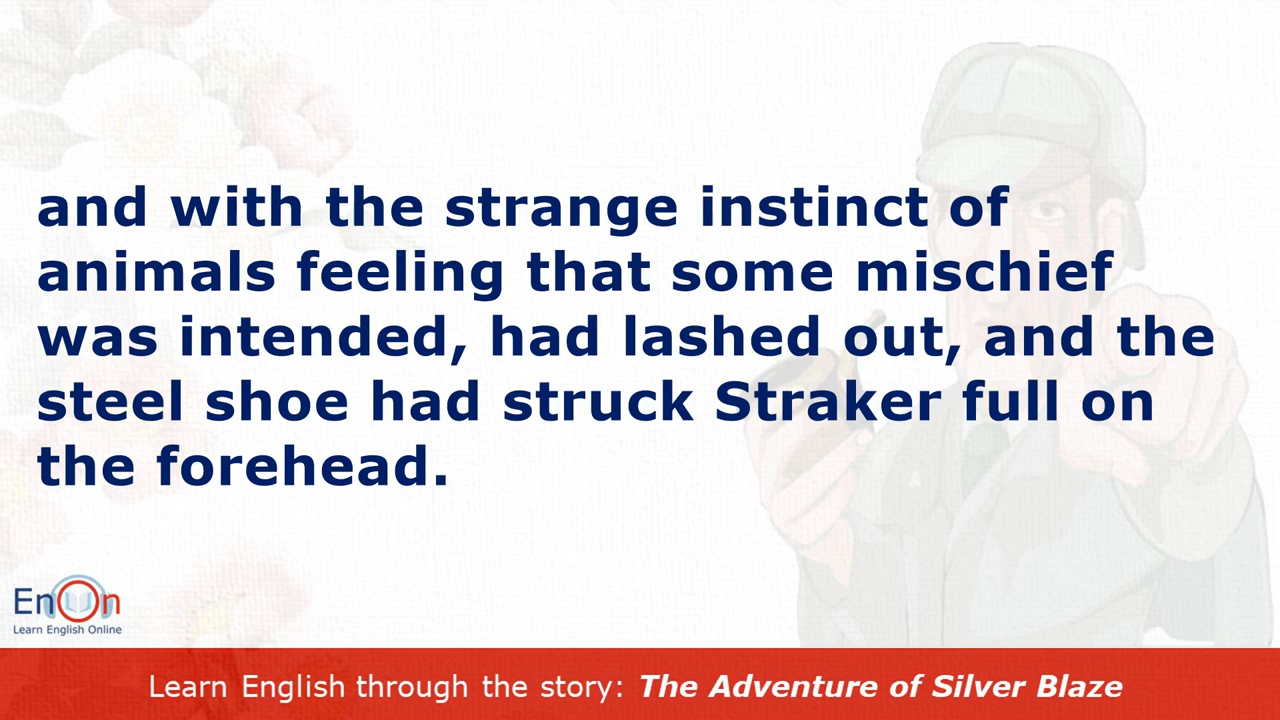 and with the strange instinct of
animals feeling that some mischief
was intended, had lashed out, and the
steel shoe had struck Straker full on
the forehead.
EnOn
Learn English Online
Learn English through the story: The Adventure of Silver Blaze